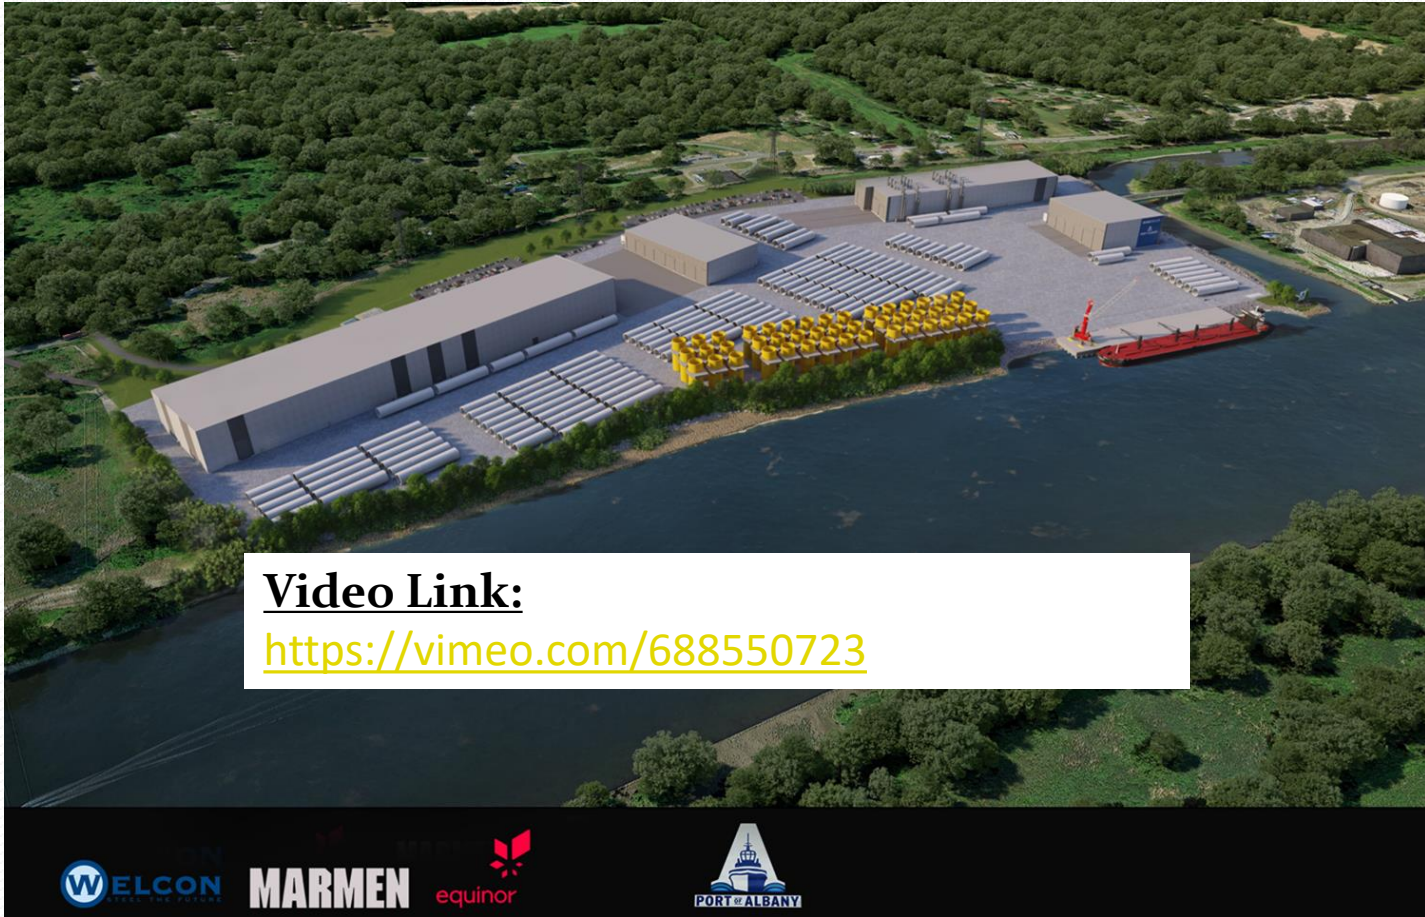 Video Link:
https://vimeo.com/688550723
WELCON
STEEL THE FUTURE
MARMEN
equinor
PORT OF ALBANY